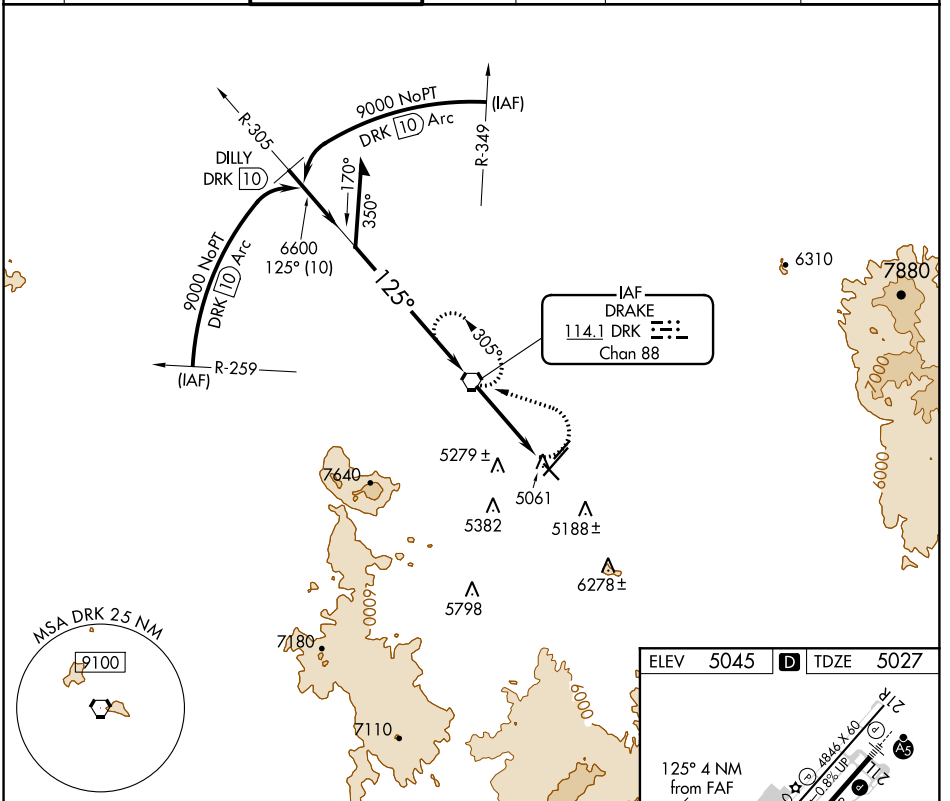 9000 NoPT
DRK 10 Arc
(IAF)
R-305
R-349
DILLY
DRK 10
170°
350°
6600
125° (10)
9000 NoPT
DRK 10 Arc
125°
6310
7880
IAF
DRAKE
114.1 DRK
Chan 88
305°
R-259
(IAF)
7000
5279 ±
7640
5061
6000
5382
5188 ±
6278 ±
5798
6000
MSA DRK 25 NM
9100
7180
6000
7110
ELEV 5045 D TDZE 5027
21R
4846 X 60
P
A5
0.8% UP
21L
P
P
125° 4 NM
from FAF